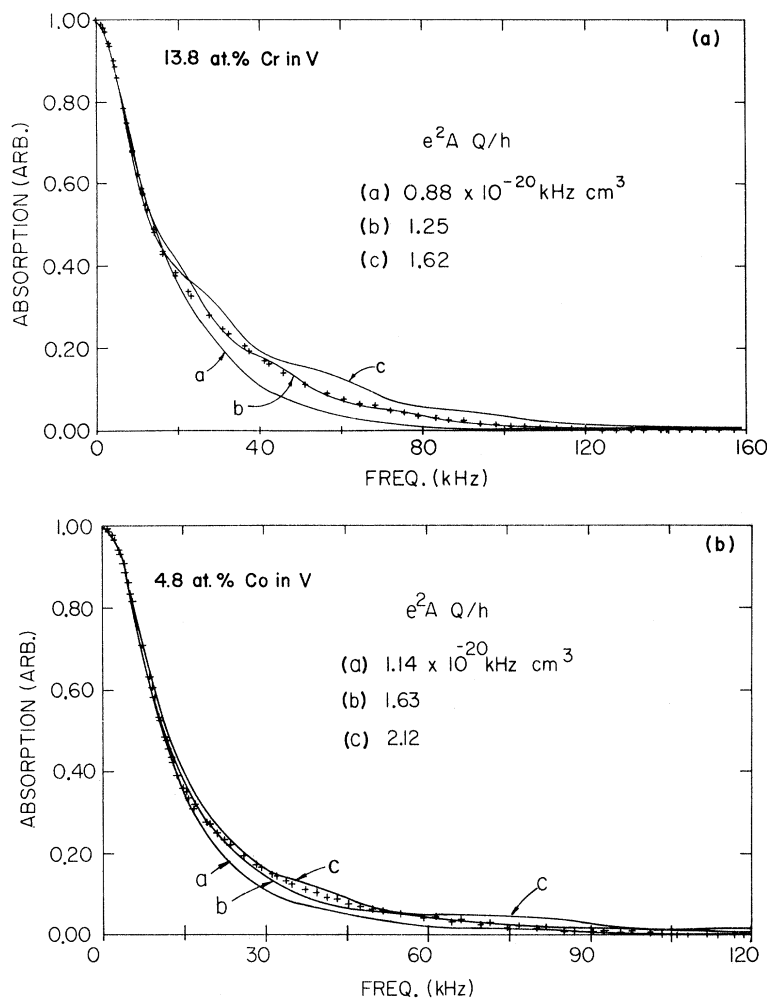 (a)
13.8 at.% Cr in V
e²A Q/h
(a) 0.88 x 10⁻²⁰ kHz cm³
(b) 1.25
(c) 1.62
a
b
c
ABSORPTION (ARB.)
1.00
0.80
0.60
0.40
0.20
0.00
0 40 80 120 160
FREQ. (kHz)
(b)
4.8 at. % Co in V
e²A Q/h
(a) 1.14 x 10⁻²⁰ kHz cm³
(b) 1.63
(c) 2.12
a
b
c
C
ABSORPTION (ARB.)
1.00
0.80
0.60
0.40
0.20
0.00
0 30 60 90 120
FREQ. (kHz)